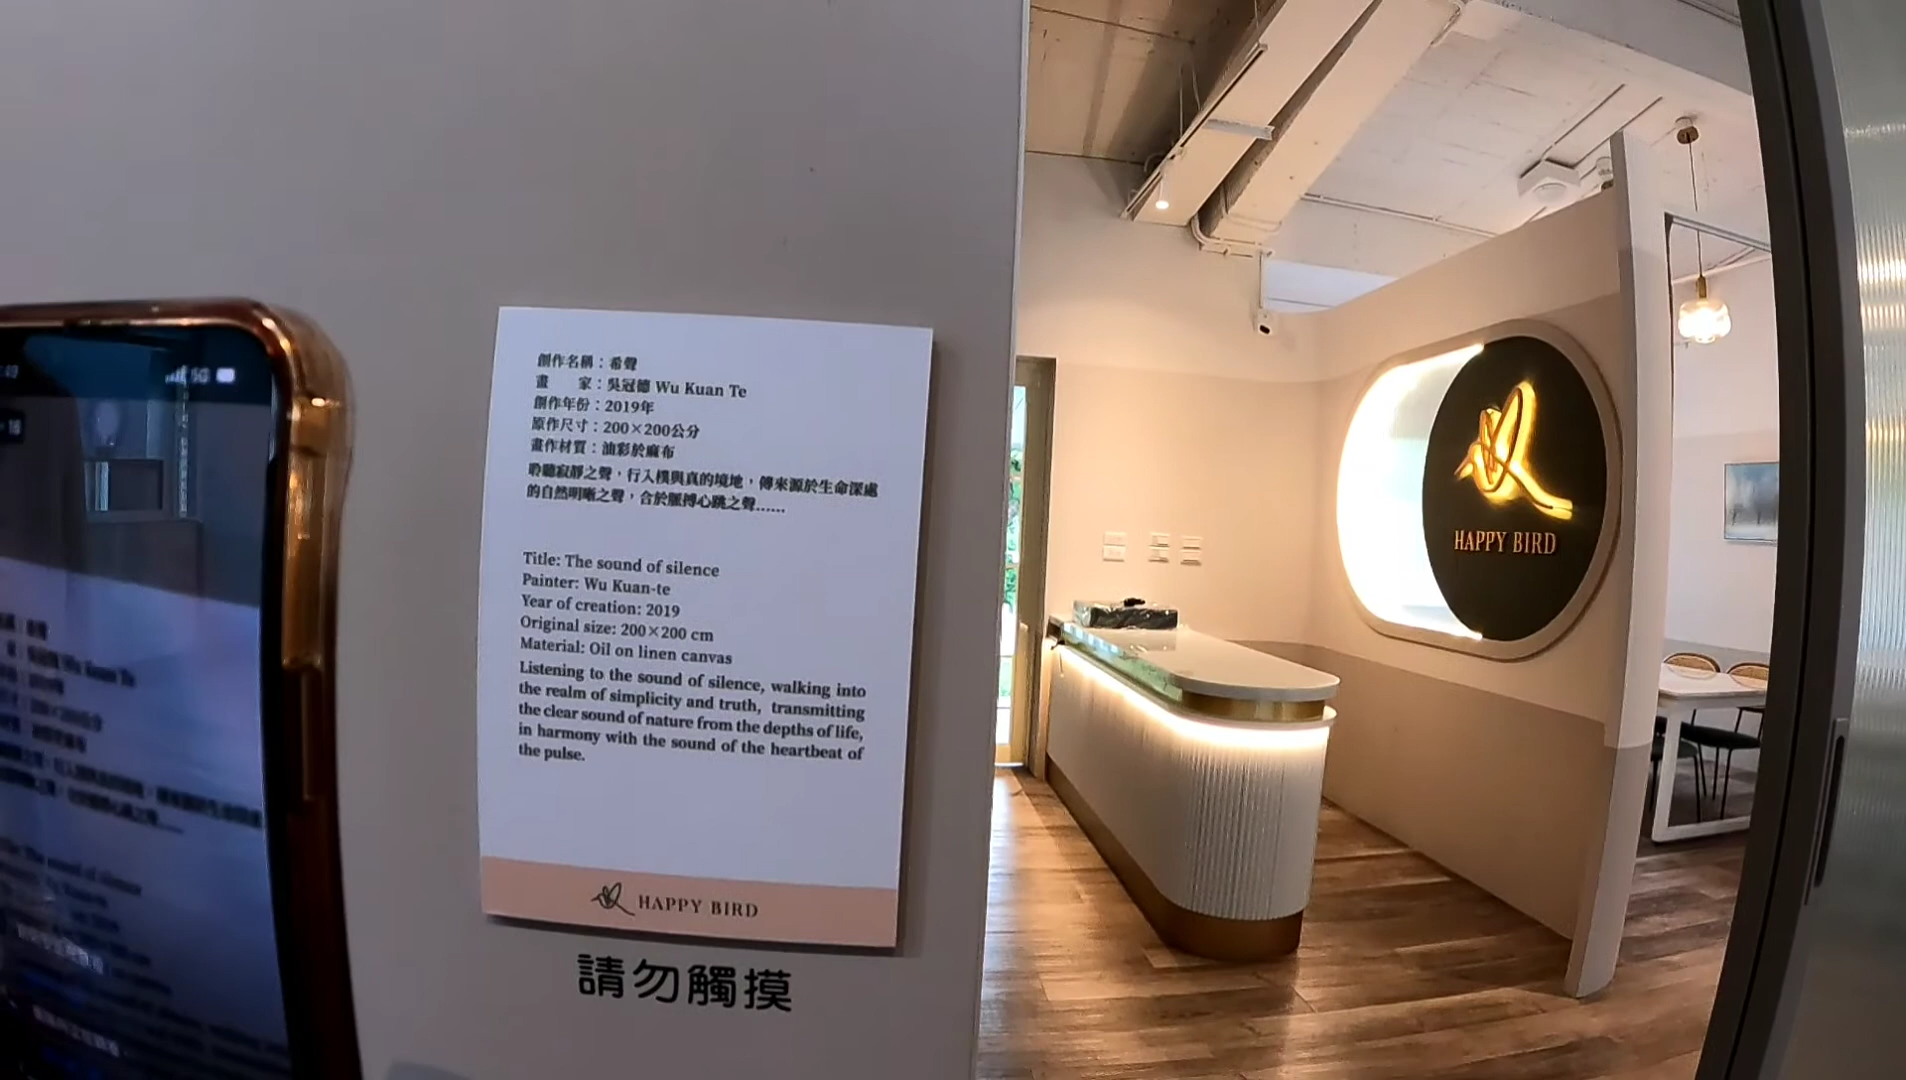 創作名稱：希聲
畫　　家：吳冠德 Wu Kuan Te
創作年份：2019年
原作尺寸：200×200公分
畫作材質：油彩於麻布
聆聽寂靜之聲，行入樸與真的境地，傳來源於生命深處
的自然明晰之聲，合於脈搏心跳之聲......
Title: The sound of silence
Painter: Wu Kuan-te
Year of creation: 2019
Original size: 200×200 cm
Material: Oil on linen canvas
Listening to the sound of silence, walking into
the realm of simplicity and truth, transmitting
the clear sound of nature from the depths of life,
in harmony with the sound of the heartbeat of
the pulse.
HAPPY BIRD
請勿觸摸
HAPPY BIRD
5G